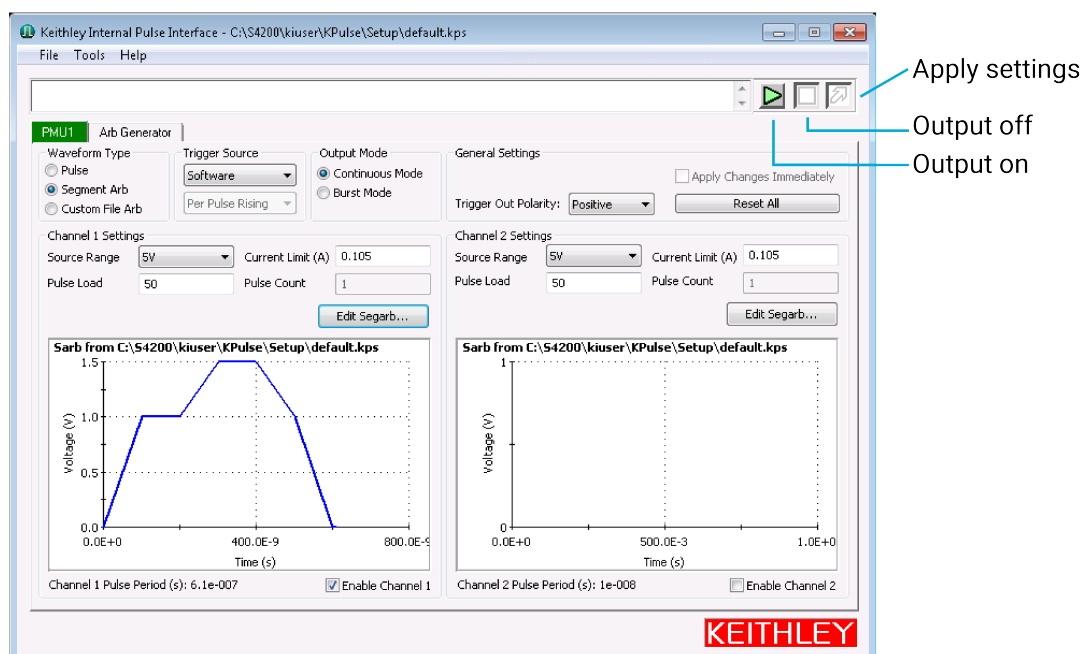 Keithley Internal Pulse Interface - C:\S4200\kiuser\KPulse\Setup\default.kps
File Tools Help
Apply settings
Output off
Output on
PMU1 Arb Generator
Waveform Type
Pulse
Segment Arb
Custom File Arb
Trigger Source
Software
Per Pulse Rising
Output Mode
Continuous Mode
Burst Mode
General Settings
Apply Changes Immediately
Trigger Out Polarity: Positive Reset All
Channel 1 Settings
Source Range 5V Current Limit (A) 0.105
Pulse Load 50 Pulse Count 1
Edit Segarb...
Sarb from C:\S4200\kiuser\KPulse\Setup\default.kps
1.5
1.0
0.5
0.0
Voltage (V)
0.0E+0 400.0E-9 800.0E-9
Time (s)
Channel 1 Pulse Period (s): 6.1e-007 Enable Channel 1
Channel 2 Settings
Source Range 5V Current Limit (A) 0.105
Pulse Load 50 Pulse Count 1
Edit Segarb...
Sarb from C:\S4200\kiuser\KPulse\Setup\default.kps
1
0
Voltage (V)
0.0E+0 500.0E-3 1.0E+0
Time (s)
Channel 2 Pulse Period (s): 1e-008 Enable Channel 2
KEITHLEY